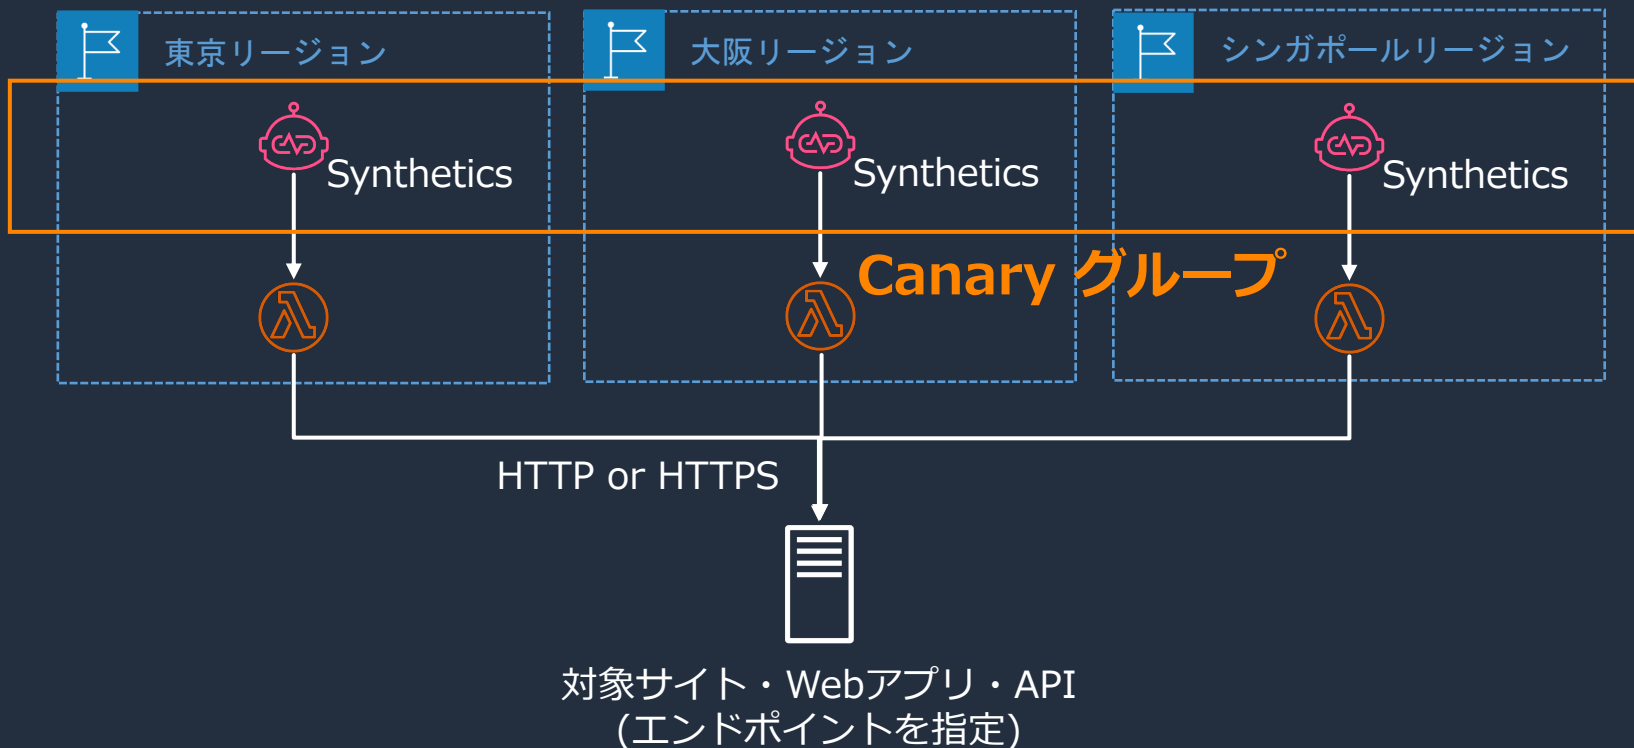 東京リージョン
大阪リージョン
シンガポールリージョン
Synthetics
Synthetics
Synthetics
Canary グループ
HTTP or HTTPS
対象サイト・Webアプリ・API
(エンドポイントを指定)